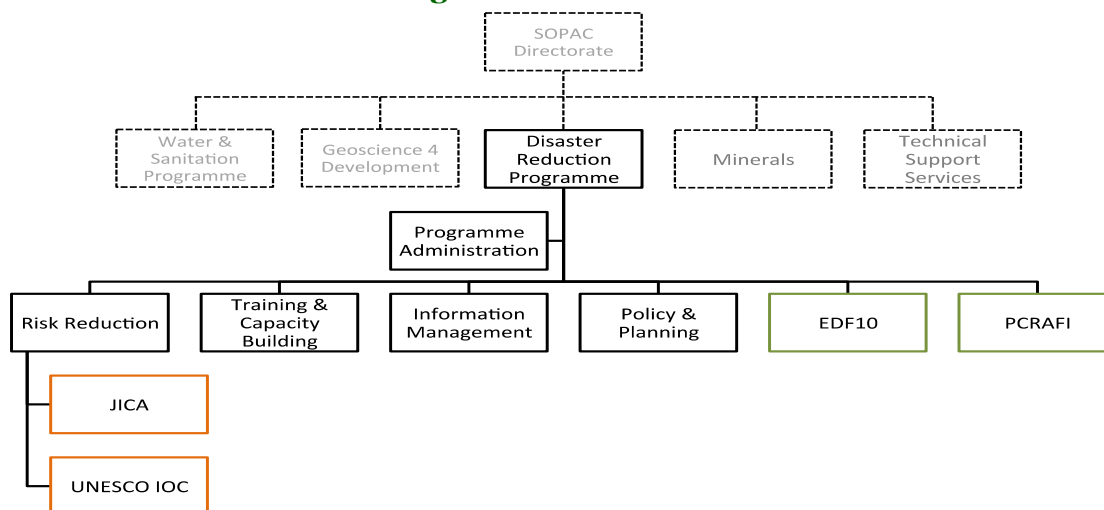 SOPAC
Directorate
Water &
Sanitation
Programme
Geoscience 4
Development
Disaster
Reduction
Programme
Minerals
Technical
Support
Services
Programme
Administration
Risk Reduction
Training &
Capacity
Building
Information
Management
Policy &
Planning
EDF10
PCRAFI
JICA
UNESCO IOC